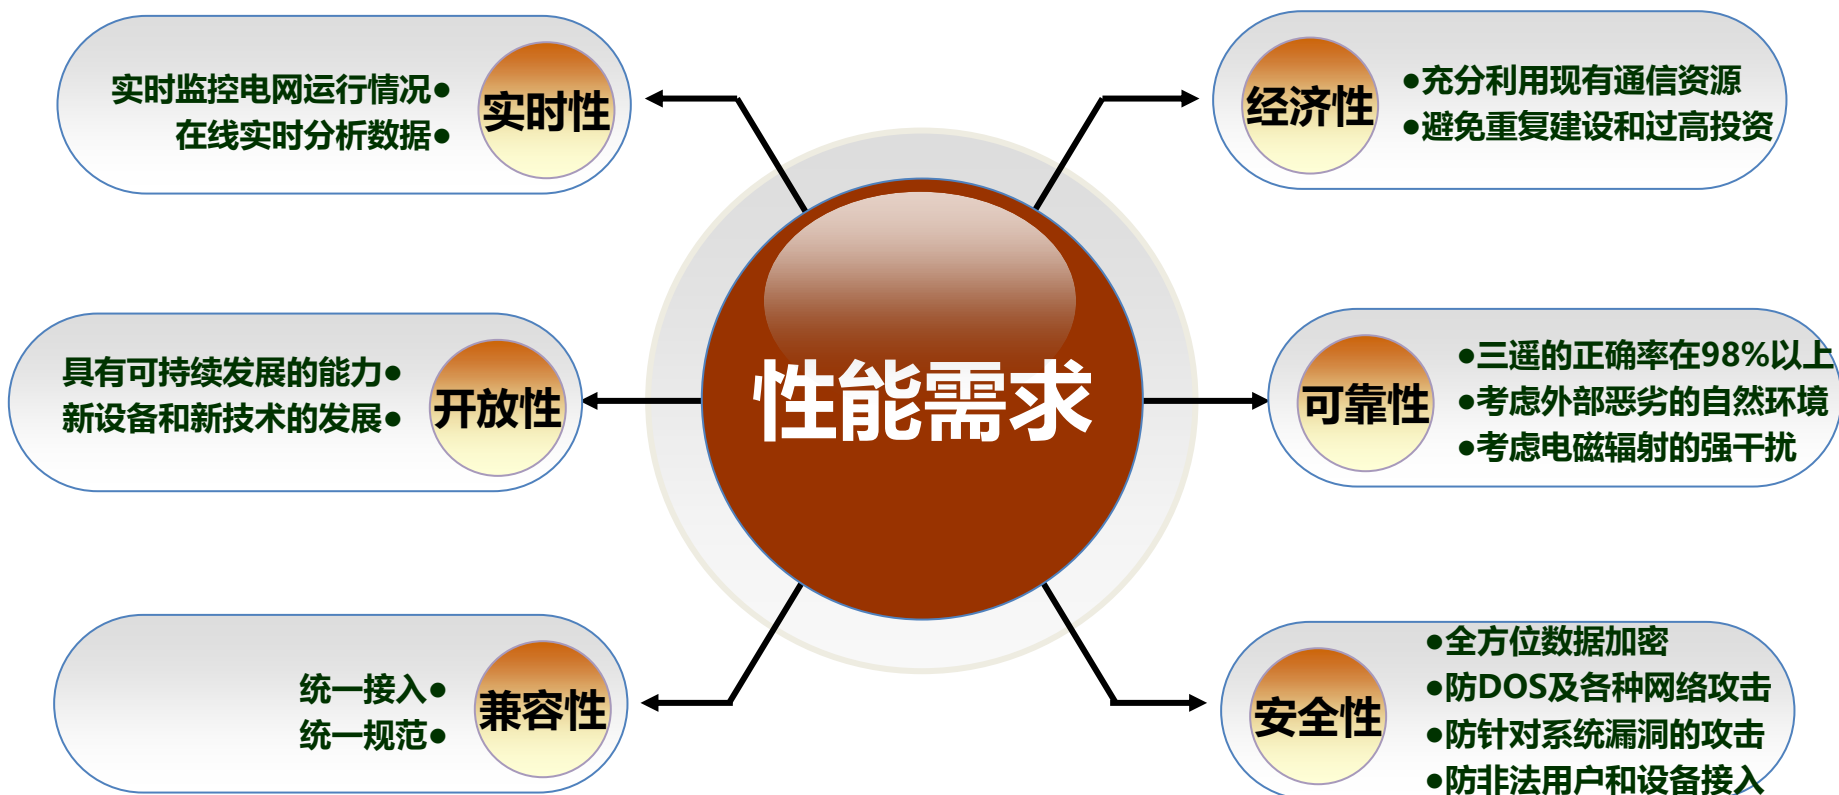 实时监控电网运行情况●
在线实时分析数据●
实时性
经济性
●充分利用现有通信资源
●避免重复建设和过高投资
具有可持续发展的能力●
新设备和新技术的发展●
开放性
性能需求
可靠性
●三遥的正确率在98%以上
●考虑外部恶劣的自然环境
●考虑电磁辐射的强干扰
统一接入●
统一规范●
兼容性
安全性
●全方位数据加密
●防DOS及各种网络攻击
●防针对系统漏洞的攻击
●防非法用户和设备接入